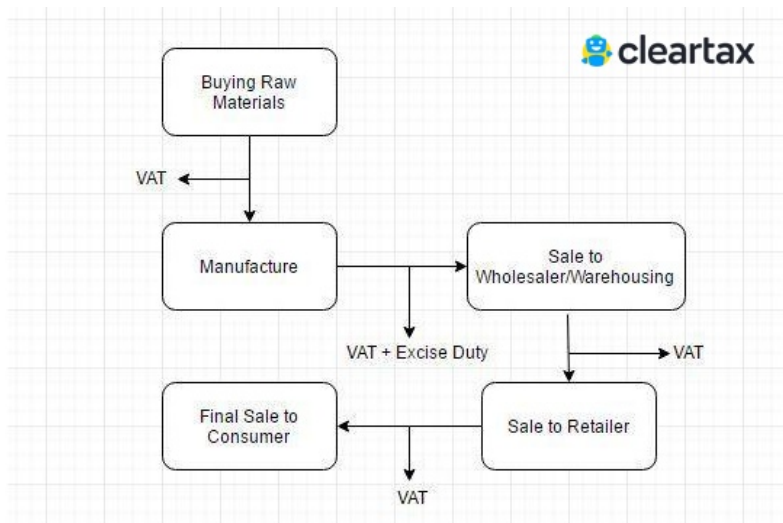 cleartax
Buying Raw
Materials
VAT
Manufacture
Sale to
Wholesaler/Warehousing
VAT + Excise Duty
VAT
Final Sale to
Consumer
Sale to Retailer
VAT